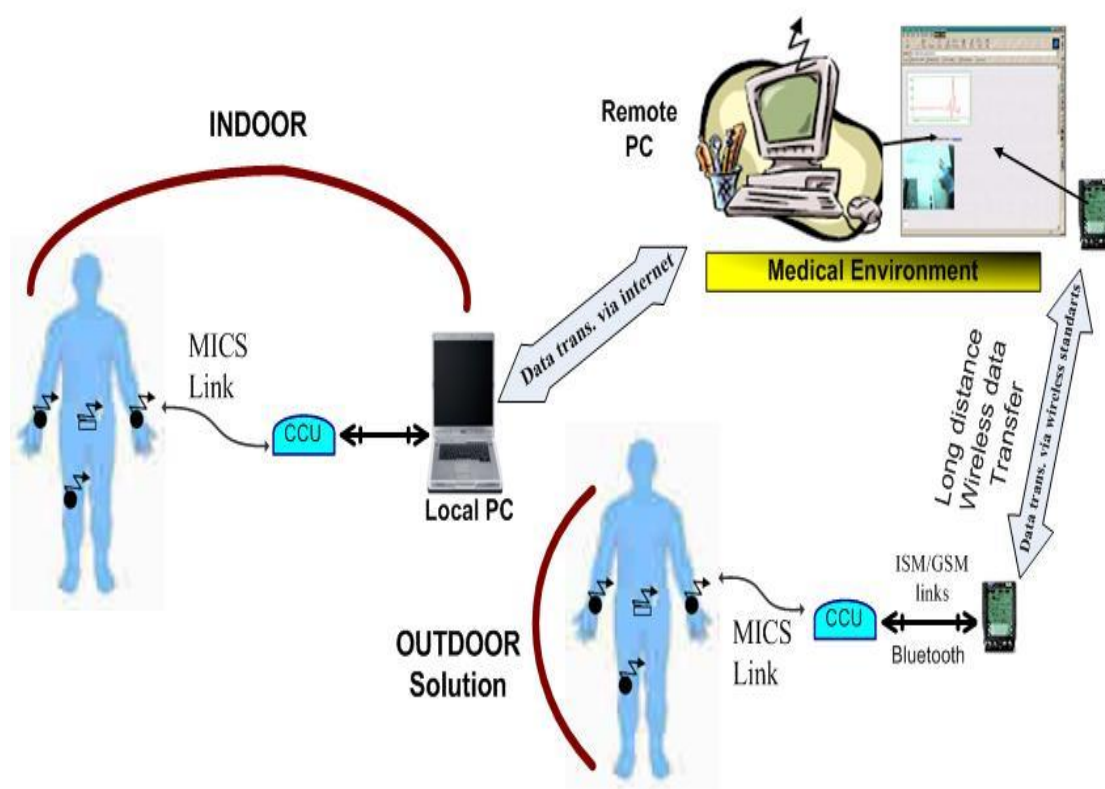 INDOOR
MICS
Link
CCU
Local PC
Data trans. via internet
Remote
PC
Medical Environment
Long distance
Wireless data
Transfer
Data trans. via wireless standarts
OUTDOOR
Solution
MICS
Link
CCU
ISM/GSM
links
Bluetooth